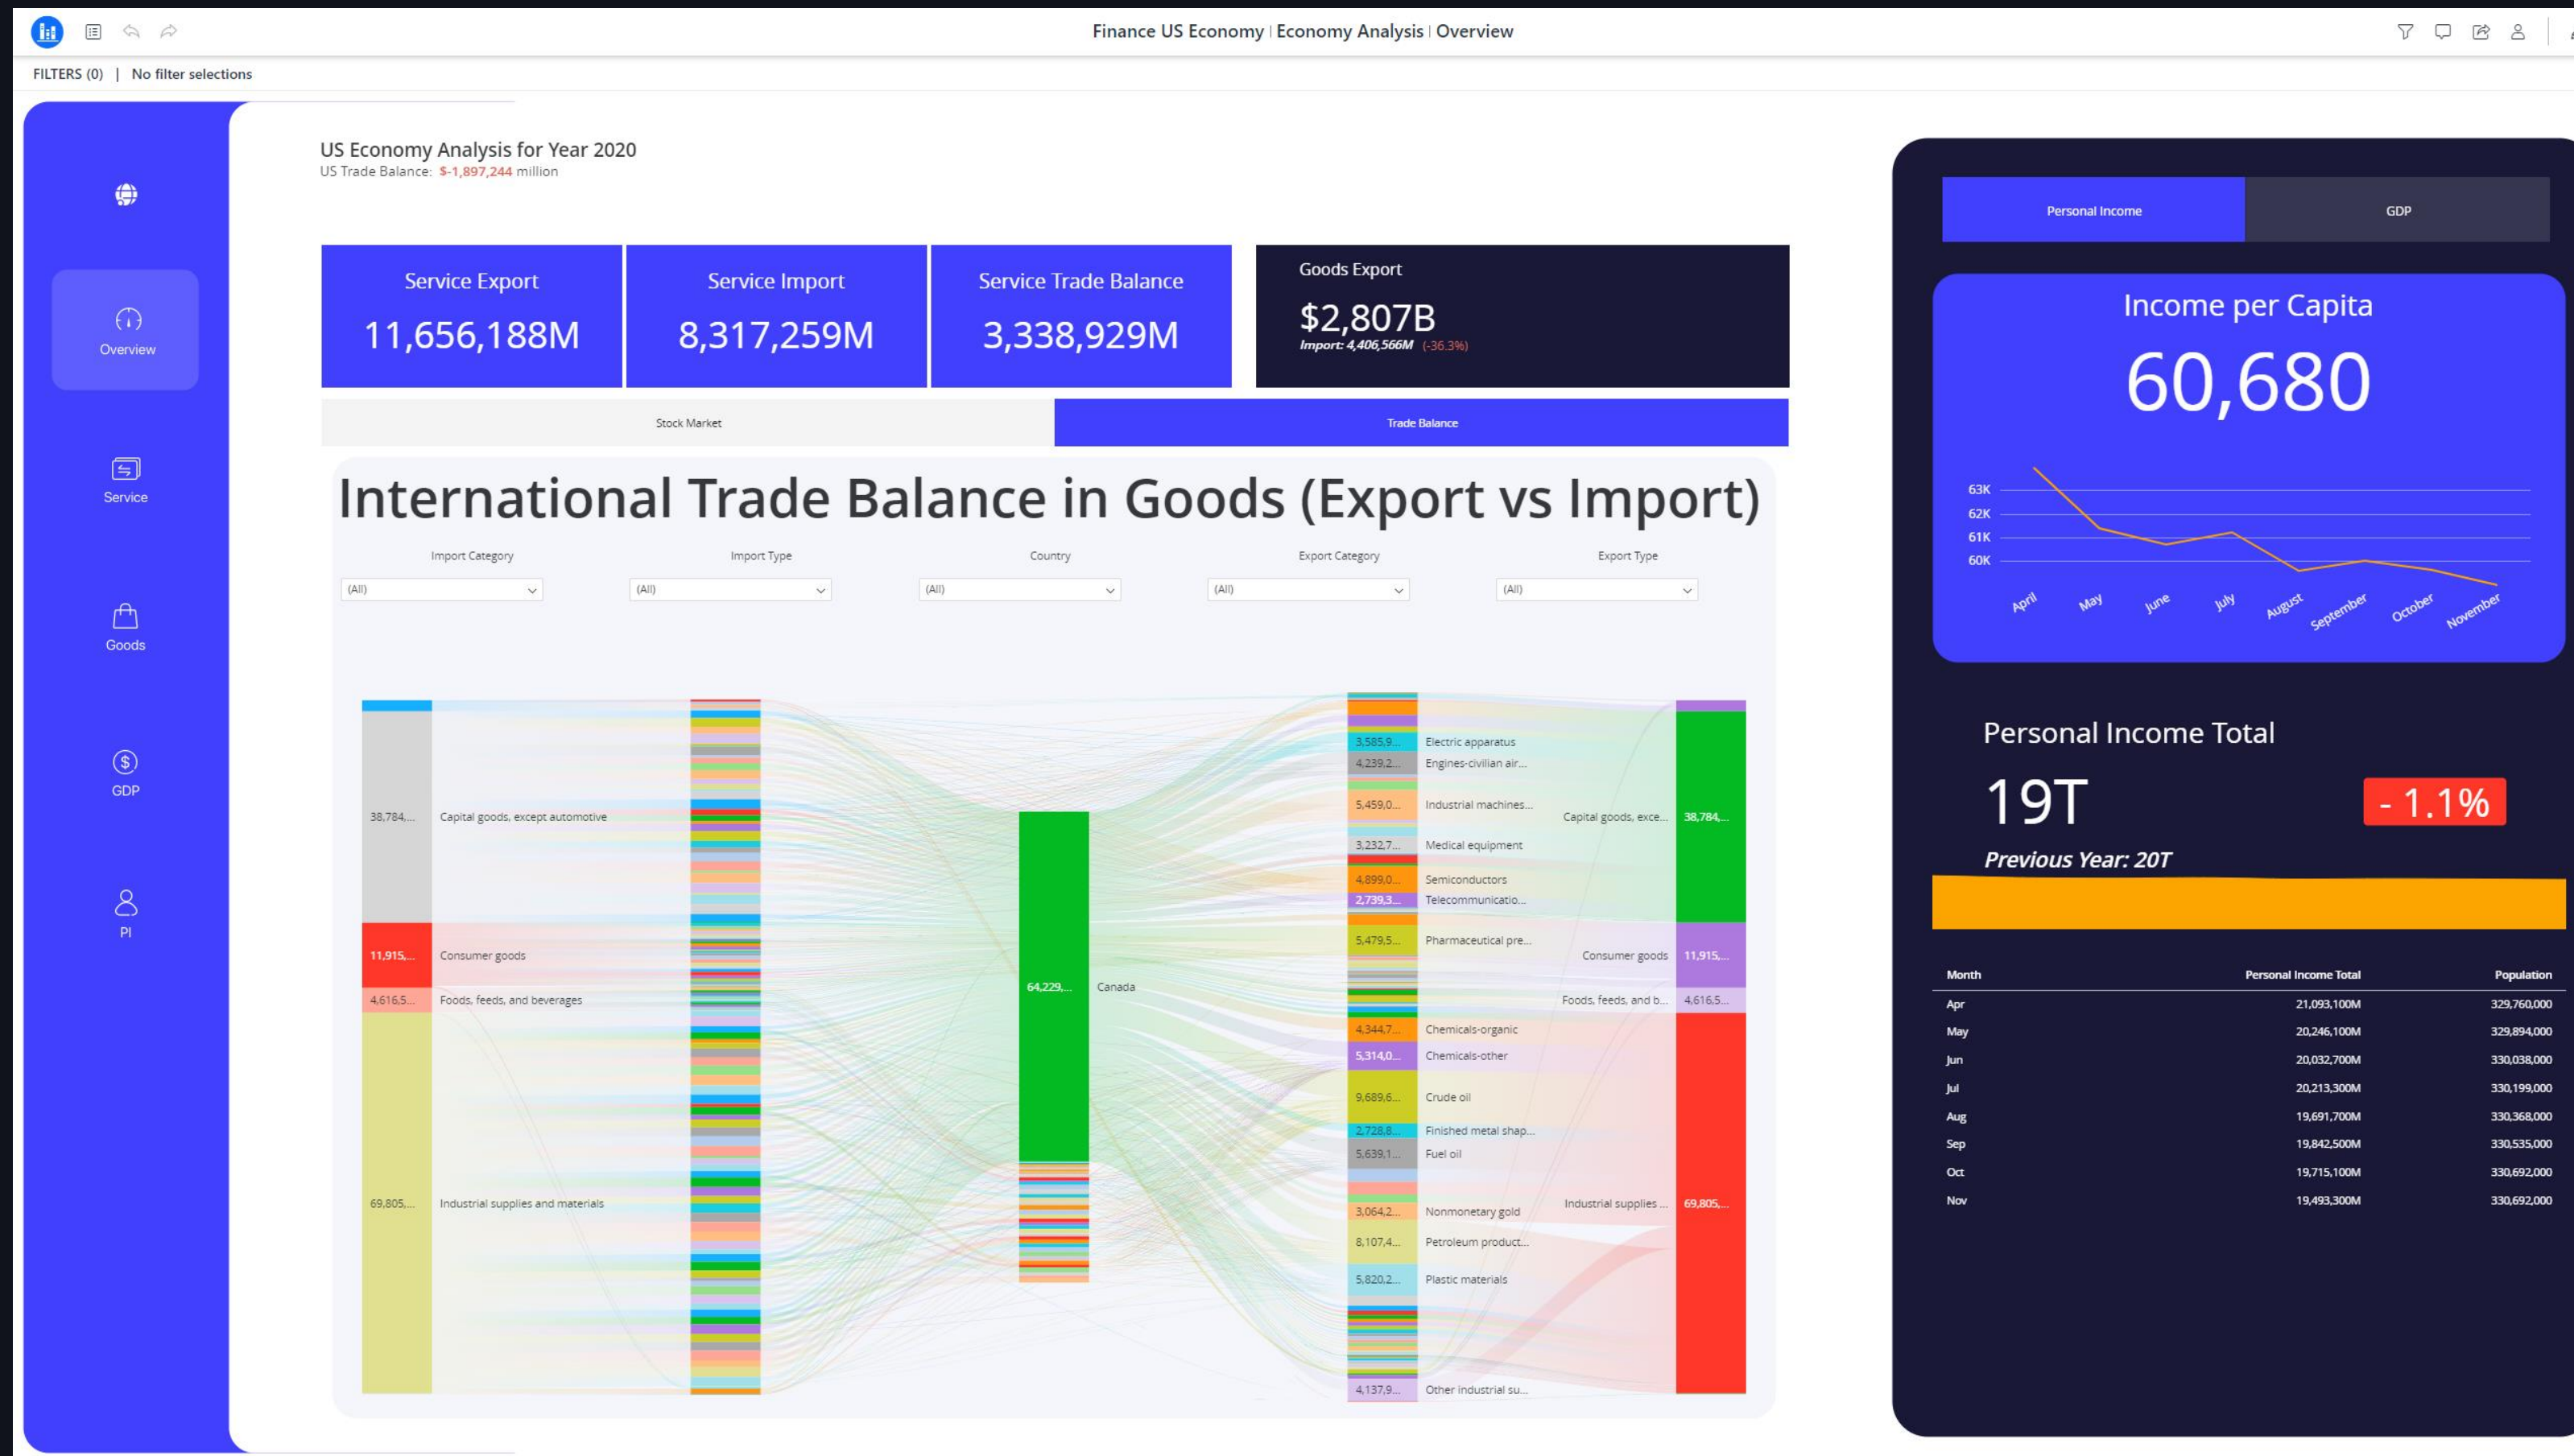 Finance US Economy | Economy Analysis | Overview
FILTERS (0) | No filter selections
Overview
Service
Goods
GDP
PI
US Economy Analysis for Year 2020
US Trade Balance: $-1,897,244 million
Service Export
11,656,188M
Service Import
8,317,259M
Service Trade Balance
3,338,929M
Goods Export
$2,807B
Import: 4,406,566M (-36.3%)
Stock Market
Trade Balance
International Trade Balance in Goods (Export vs Import)
Import Category
Import Type
Country
Export Category
Export Type
(All)
(All)
(All)
(All)
(All)
38,784,... Capital goods, except automotive
11,915,... Consumer goods
4,616,5... Foods, feeds, and beverages
69,805,... Industrial supplies and materials
64,229,... Canada
3,585,9... Electric apparatus
4,239,2... Engines-civilian air...
5,459,0... Industrial machines...
3,232,7... Medical equipment
4,899,0... Semiconductors
2,739,3... Telecommunicatio...
5,479,5... Pharmaceutical pre...
4,344,7... Chemicals-organic
5,314,0... Chemicals-other
9,689,6... Crude oil
2,728,8... Finished metal shap...
5,639,1... Fuel oil
3,064,2... Nonmonetary gold
8,107,4... Petroleum product...
5,820,2... Plastic materials
4,137,9... Other industrial su...
Capital goods, exce... 38,784,...
Consumer goods 11,915,...
Foods, feeds, and b... 4,616,5...
Industrial supplies ... 69,805,...
Personal Income
GDP
Income per Capita
60,680
63K
62K
61K
60K
April
May
June
July
August
September
October
November
Personal Income Total
19T
- 1.1%
Previous Year: 20T
Month Personal Income Total Population
Apr 21,093,100M 329,760,000
May 20,246,100M 329,894,000
Jun 20,032,700M 330,038,000
Jul 20,213,300M 330,199,000
Aug 19,691,700M 330,368,000
Sep 19,842,500M 330,535,000
Oct 19,715,100M 330,692,000
Nov 19,493,300M 330,692,000